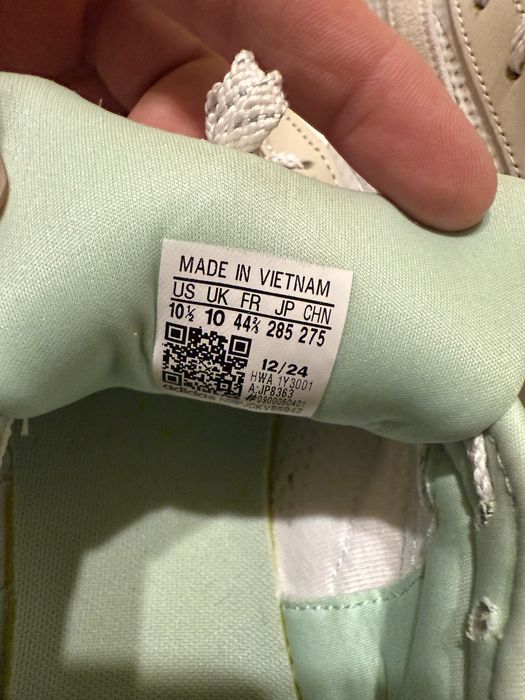 MADE IN VIETNAM
US UK FR JP CHN
10½ 10 44⅔ 285 275
12/24
HWA 1Y3001
A:JP8363
#0900060401
adidas